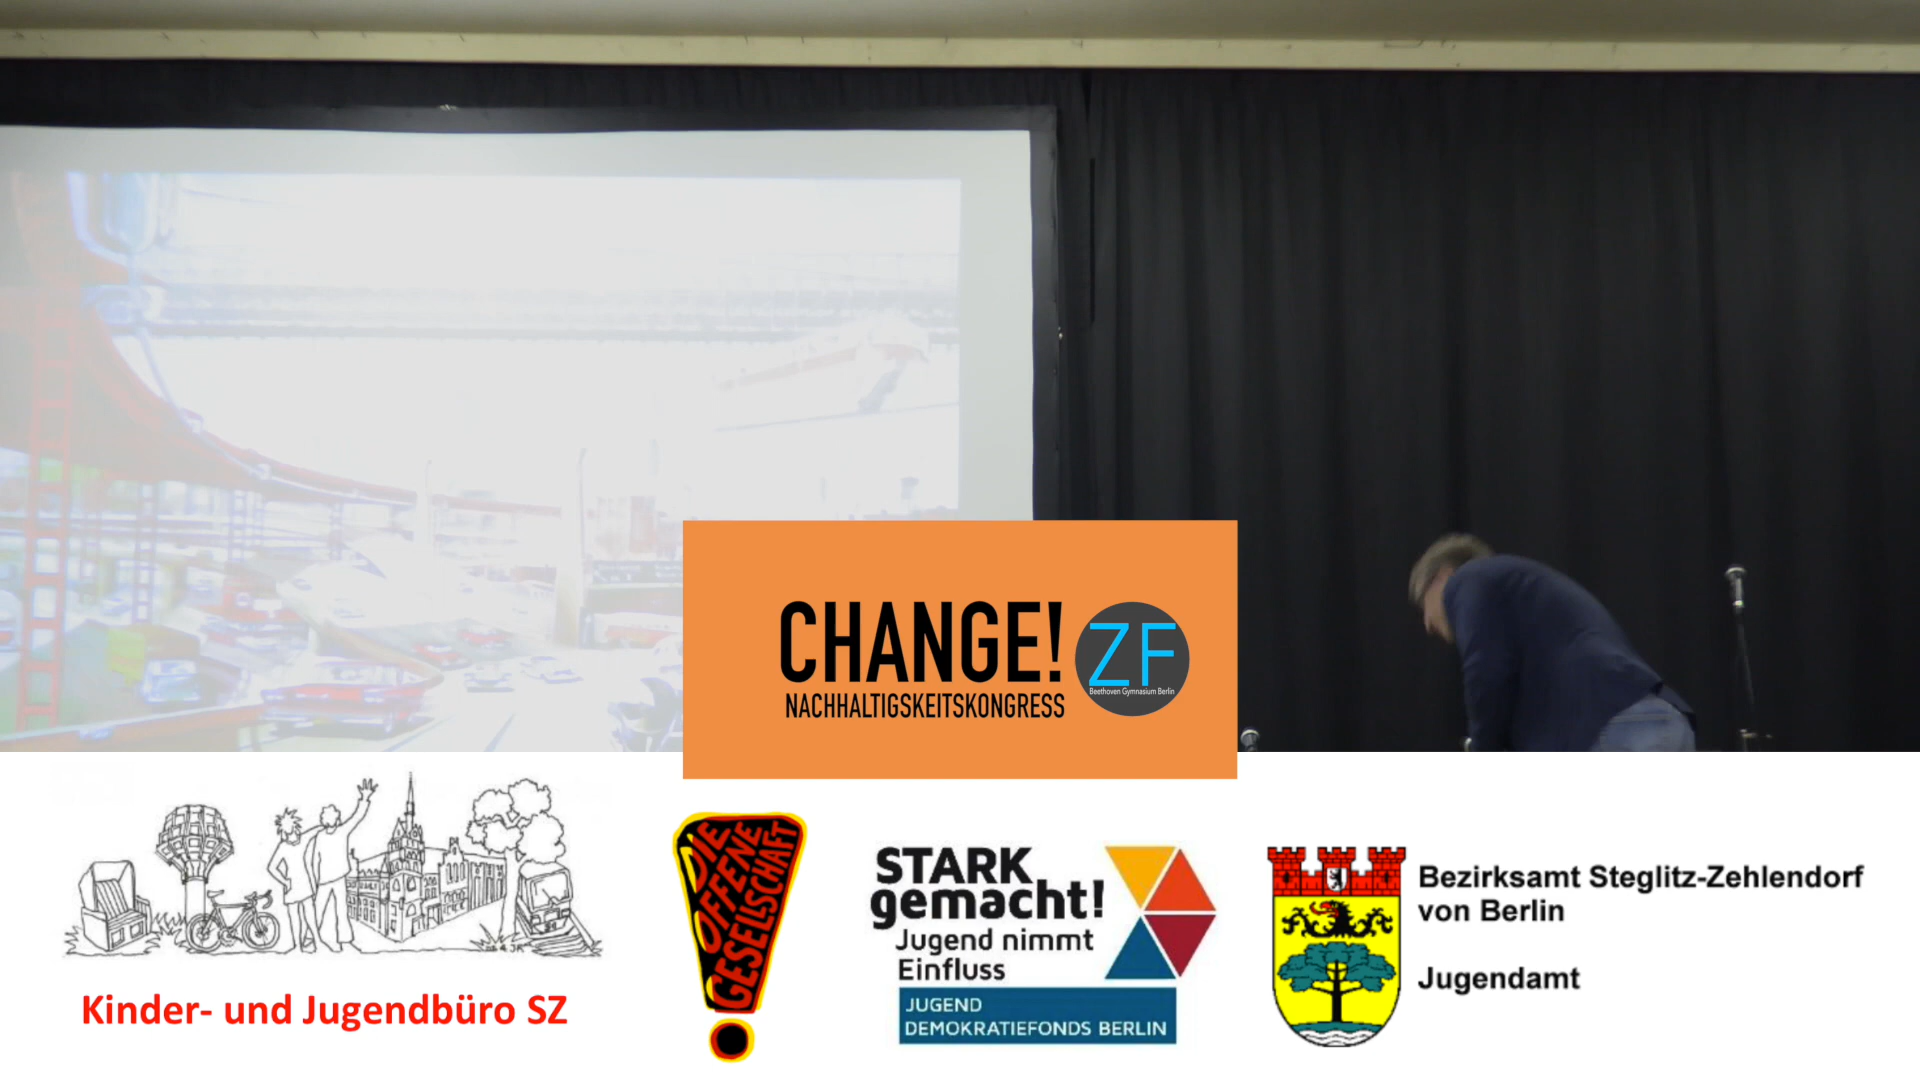 CHANGE!
NACHHALTIGSKEITSKONGRESS
ZF
Beethoven Gymnasium Berlin
Kinder- und Jugendbüro SZ
DIE
OFFENE
GESELLSCHAFT
STARK
gemacht!
Jugend nimmt
Einfluss
JUGEND
DEMOKRATIEFONDS BERLIN
Bezirksamt Steglitz-Zehlendorf
von Berlin
Jugendamt